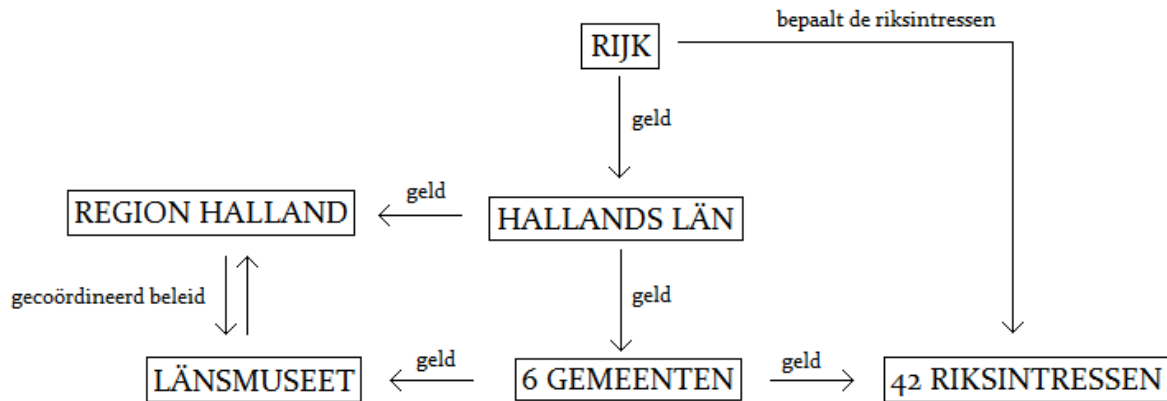 bepaalt de riksintressen
RIJK
geld
geld
REGION HALLAND
HALLANDS LÄN
gecoördineerd beleid
geld
geld
geld
LÄNSMUSEET
6 GEMEENTEN
42 RIKSINTRESSEN